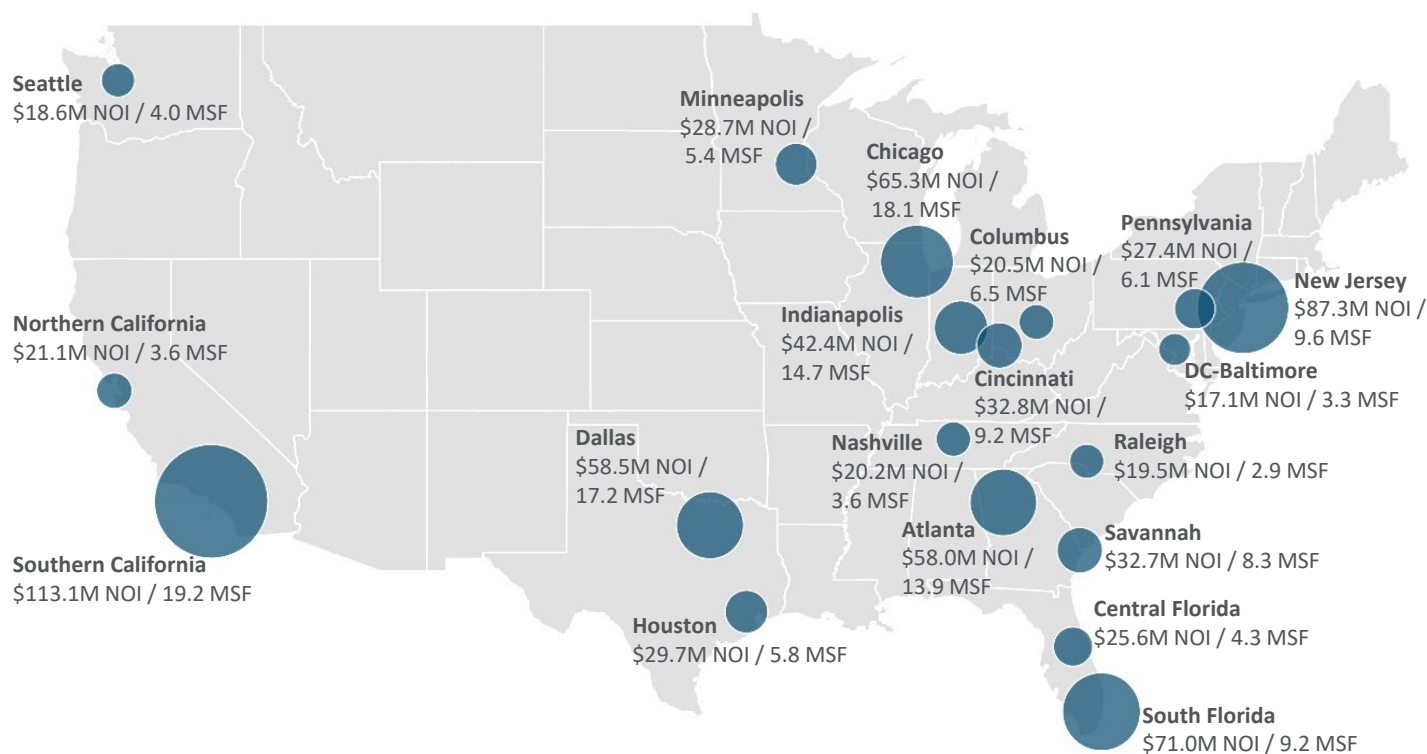 Seattle
$18.6M NOI / 4.0 MSF
Minneapolis
$28.7M NOI /
5.4 MSF
Chicago
$65.3M NOI /
18.1 MSF
Columbus
$20.5M NOI /
6.5 MSF
Pennsylvania
$27.4M NOI /
6.1 MSF
New Jersey
$87.3M NOI /
9.6 MSF
Northern California
$21.1M NOI / 3.6 MSF
Indianapolis
$42.4M NOI /
14.7 MSF
Cincinnati
$32.8M NOI /
9.2 MSF
DC-Baltimore
$17.1M NOI / 3.3 MSF
Dallas
$58.5M NOI /
17.2 MSF
Nashville
$20.2M NOI /
3.6 MSF
Raleigh
$19.5M NOI / 2.9 MSF
Atlanta
$58.0M NOI /
13.9 MSF
Savannah
$32.7M NOI / 8.3 MSF
Southern California
$113.1M NOI / 19.2 MSF
Houston
$29.7M NOI / 5.8 MSF
Central Florida
$25.6M NOI / 4.3 MSF
South Florida
$71.0M NOI / 9.2 MSF